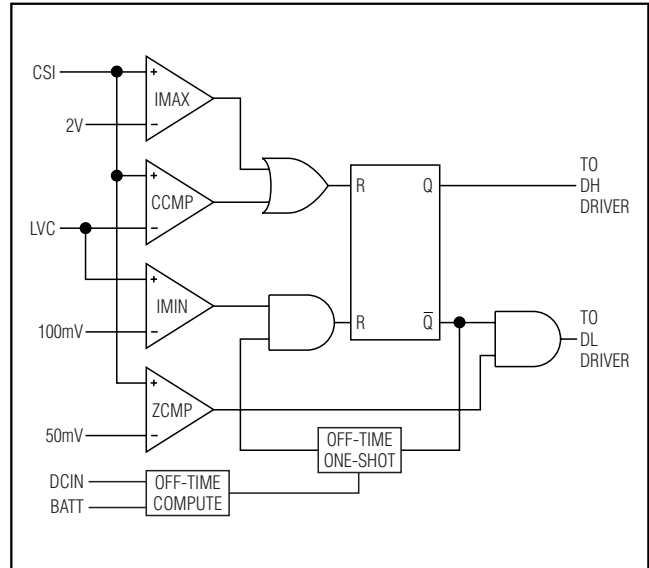 CSI
+
IMAX
2V
−
+
CCMP
LVC
−
+
IMIN
100mV
−
+
ZCMP
50mV
−
DCIN
BATT
OFF-TIME
COMPUTE
OFF-TIME
ONE-SHOT
R
Q
R
Q̅
TO
DH
DRIVER
TO
DL
DRIVER